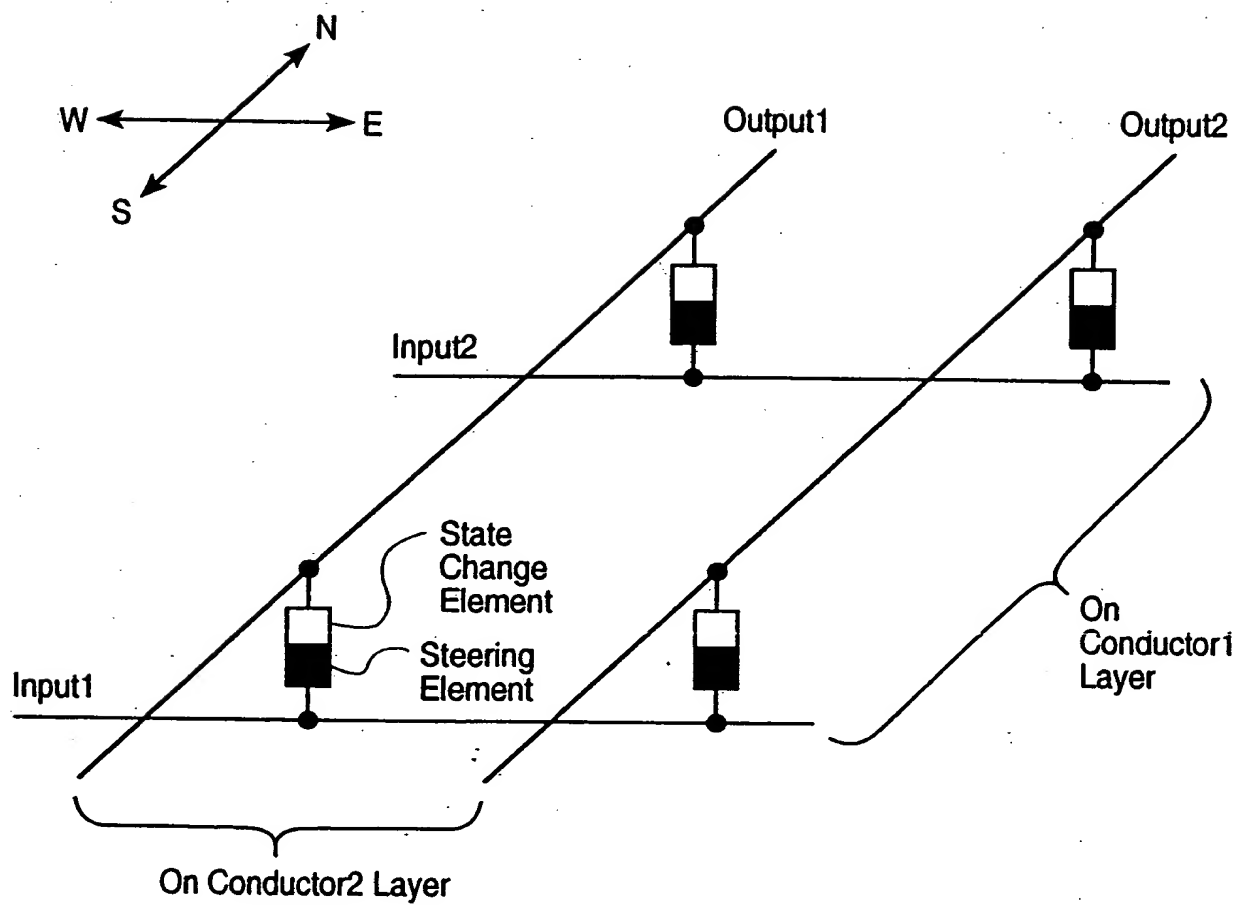 N
W
E
S
Output1
Output2
Input2
State
Change
Element
Steering
Element
Input1
On
Conductor1
Layer
On Conductor2 Layer